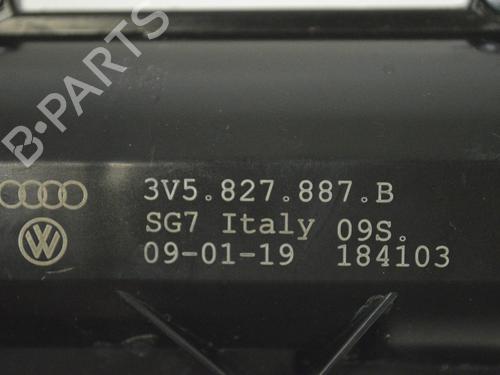 B-PARTS
3V5.827.887.B
SG7 Italy 09S.
09-01-19 184103